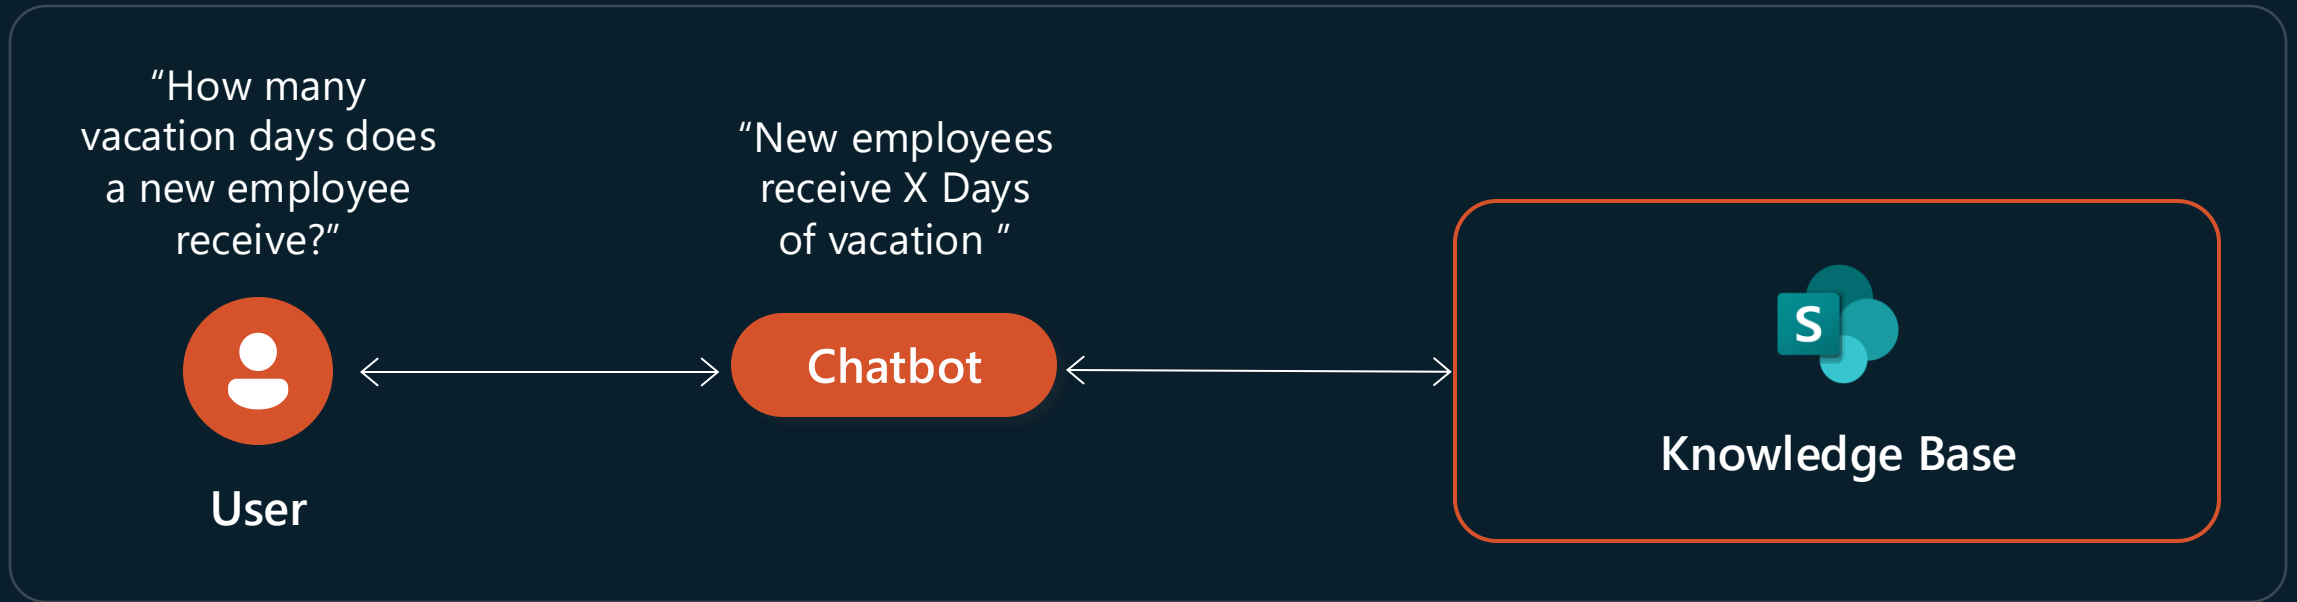 “How many
vacation days does
a new employee
receive?”
“New employees
receive X Days
of vacation ”
User
Chatbot
S
Knowledge Base